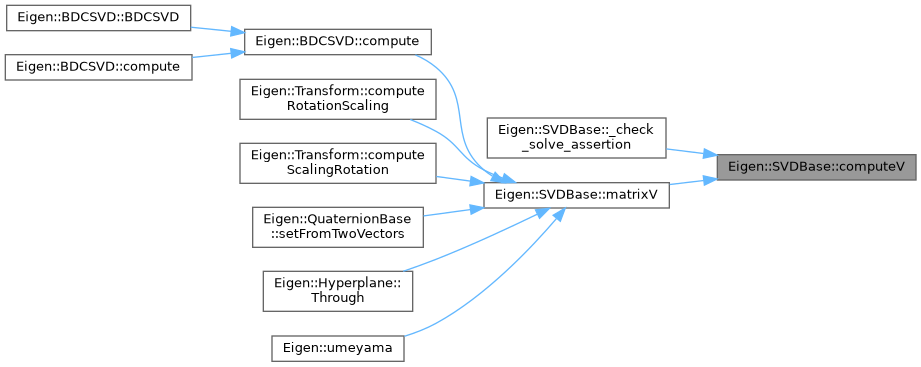 Eigen::BDCSVD::BDCSVD
Eigen::BDCSVD::compute
Eigen::BDCSVD::compute
Eigen::Transform::compute
RotationScaling
Eigen::SVDBase::_check
_solve_assertion
Eigen::SVDBase::computeV
Eigen::Transform::compute
ScalingRotation
Eigen::SVDBase::matrixV
Eigen::QuaternionBase
::setFromTwoVectors
Eigen::Hyperplane::
Through
Eigen::umeyama